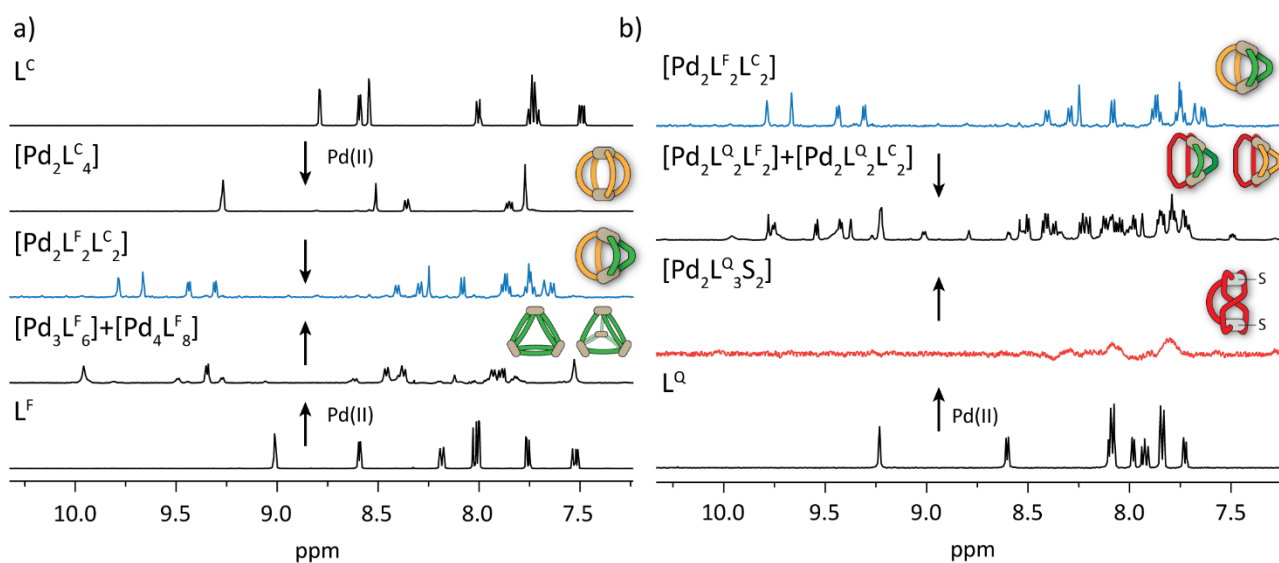 a)
L^C
[Pd₂L^C₄]
Pd(II)
[Pd₂L^F₂L^C₂]
[Pd₃L^F₆]+[Pd₄L^F₈]
L^F
Pd(II)
10.0 9.5 9.0 8.5 8.0 7.5
ppm
b)
[Pd₂L^F₂L^C₂]
[Pd₂L^Q₂L^F₂]+[Pd₂L^Q₂L^C₂]
[Pd₂L^Q₃S₂]
S
S
L^Q
Pd(II)
10.0 9.5 9.0 8.5 8.0 7.5
ppm